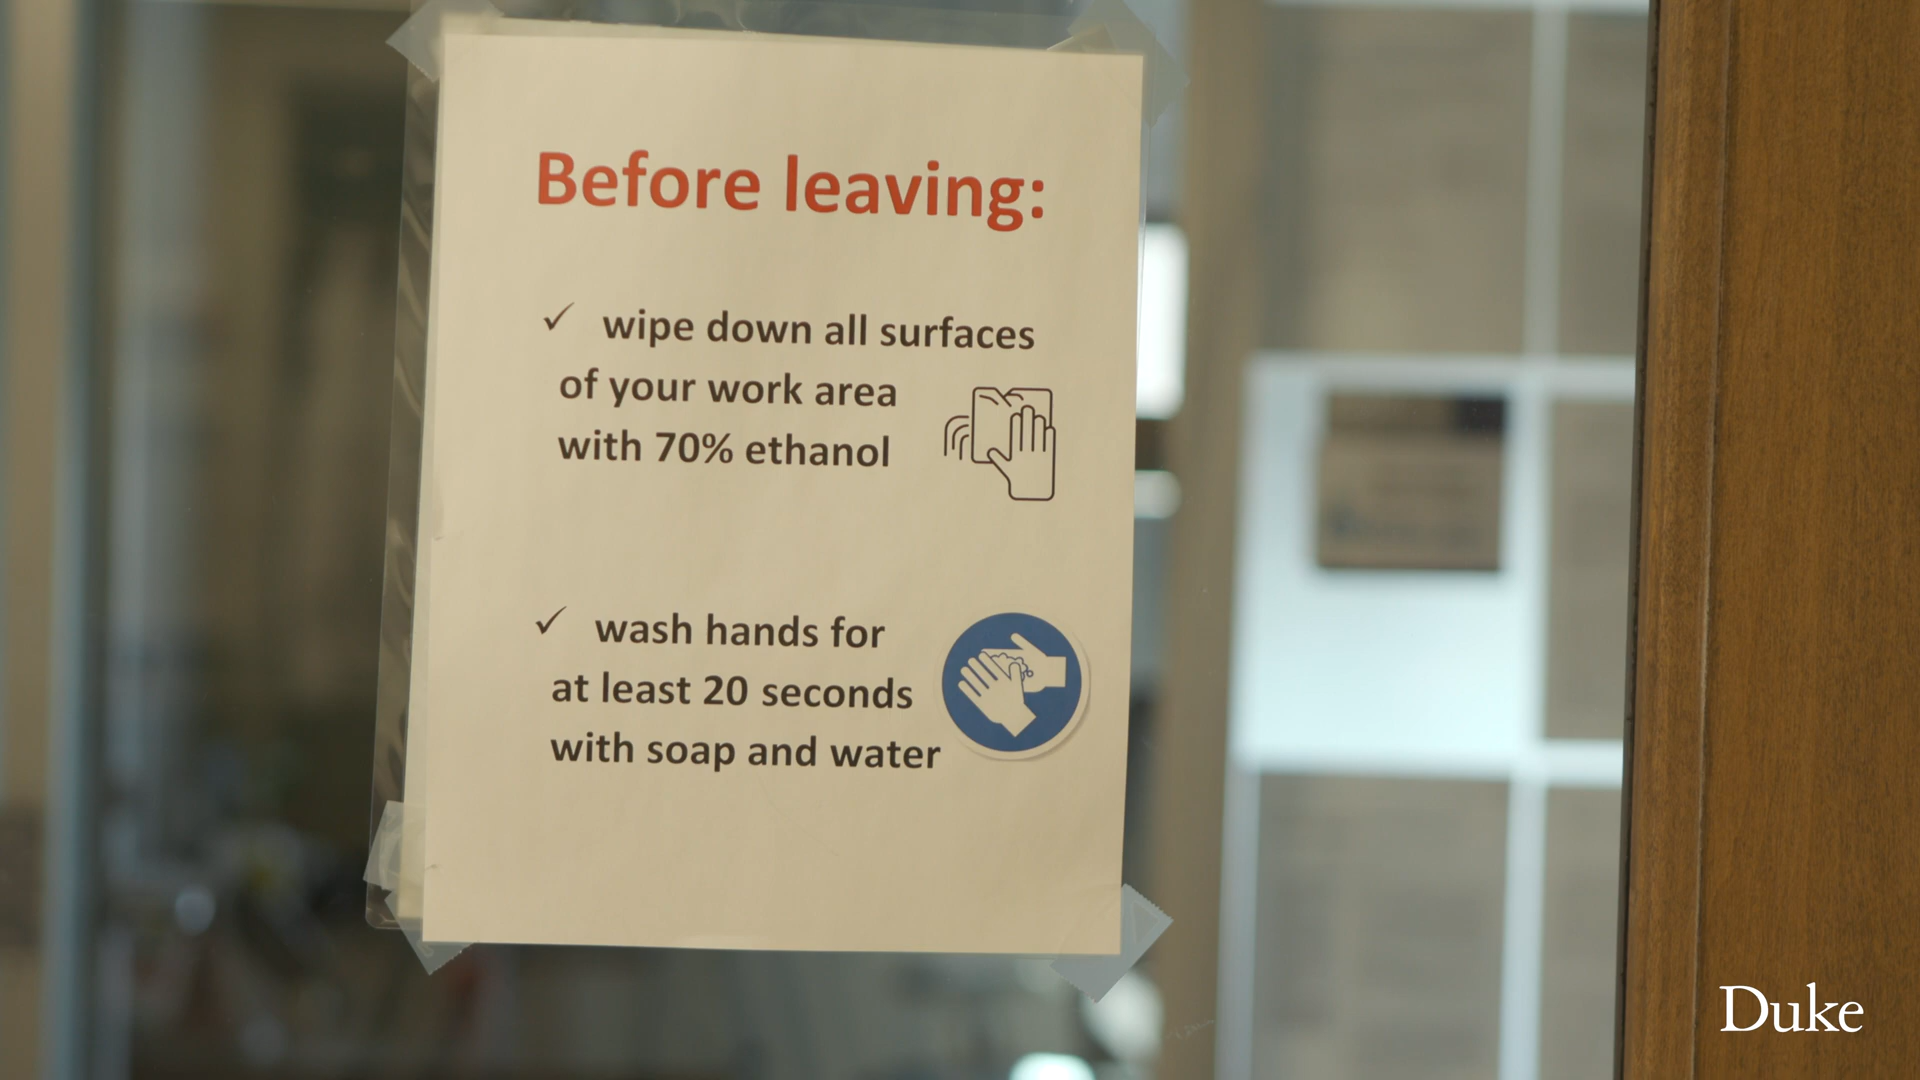 Before leaving:
✓ wipe down all surfaces
of your work area
with 70% ethanol
✓ wash hands for
at least 20 seconds
with soap and water
Duke